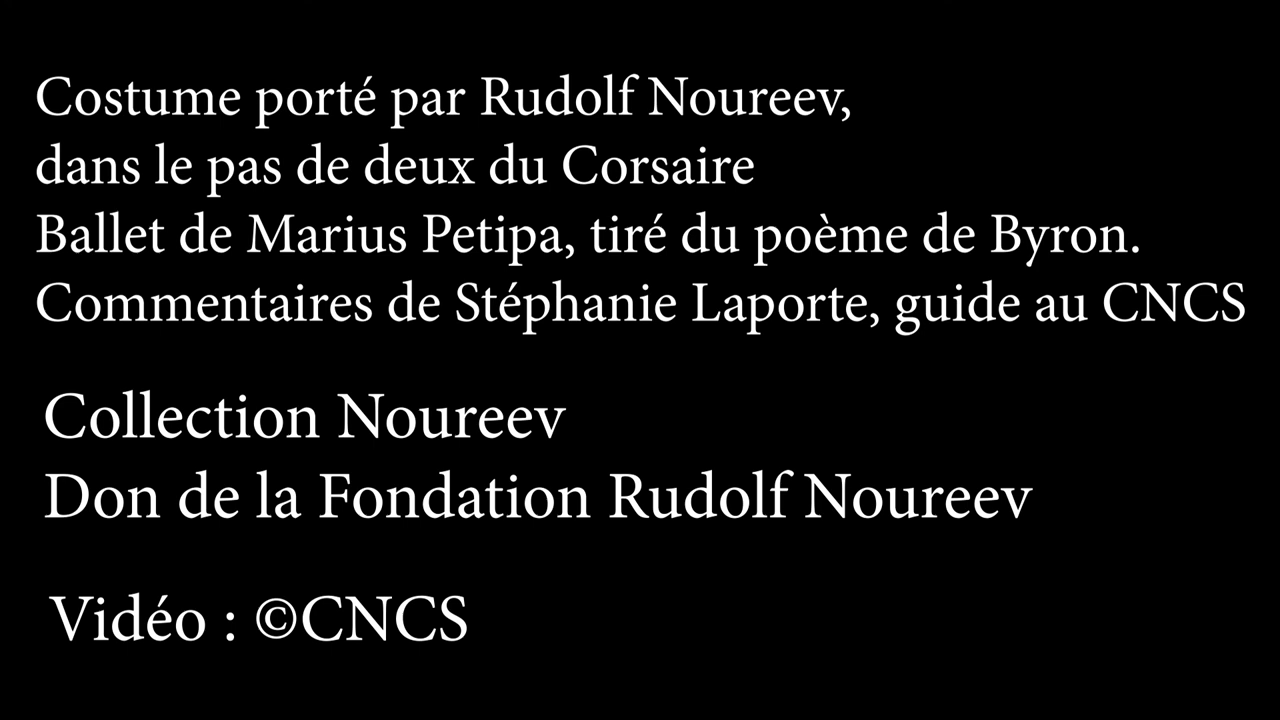 Costume porté par Rudolf Noureev,
dans le pas de deux du Corsaire
Ballet de Marius Petipa, tiré du poème de Byron.
Commentaires de Stéphanie Laporte, guide au CNCS
Collection Noureev
Don de la Fondation Rudolf Noureev
Vidéo : ©CNCS